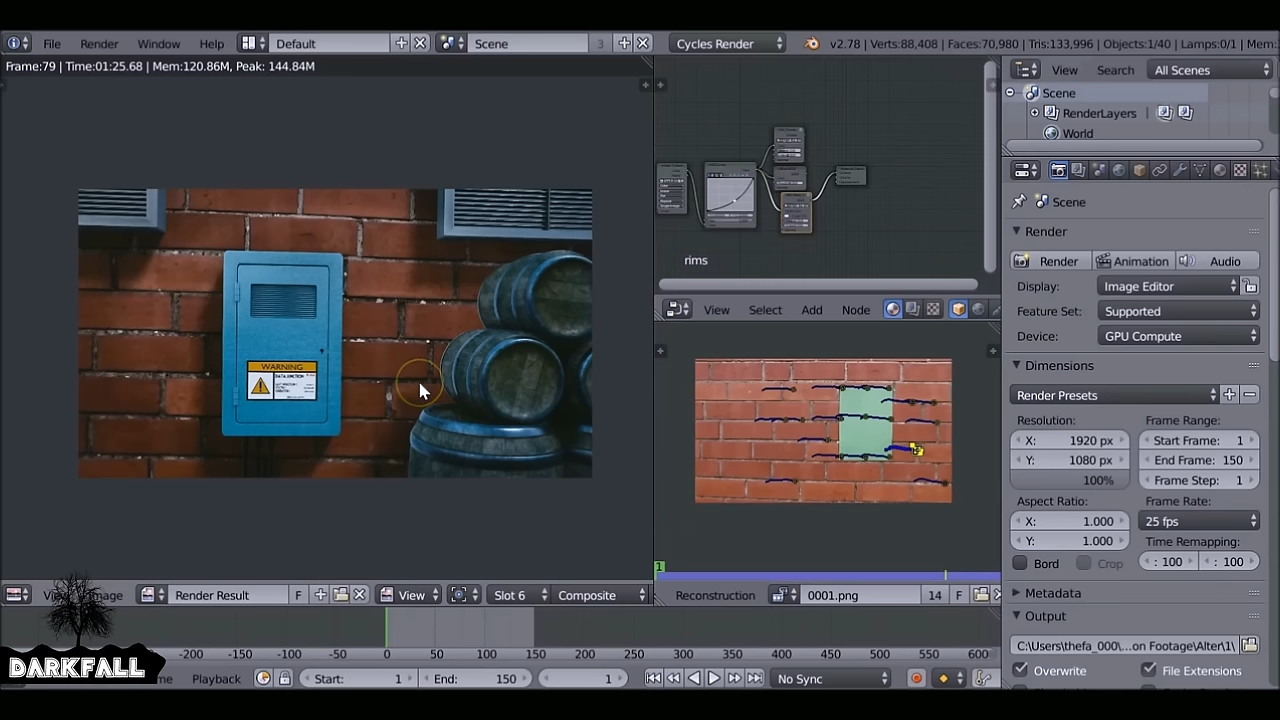 File Render Window Help Default Scene 3 Cycles Render v2.78 | Verts:88,408 | Faces:70,980 | Tris:133,996 | Objects:1/40 | Lamps:0/1 | Mem:
Frame:79 | Time:01:25.68 | Mem:120.86M, Peak: 144.84M
View Search All Scenes
Scene
RenderLayers
World
Scene
Render
Render Animation Audio
Display: Image Editor
Feature Set: Supported
Device: GPU Compute
Dimensions
Render Presets
Resolution: Frame Range:
X: 1920 px Start Frame: 1
Y: 1080 px End Frame: 150
100% Frame Step: 1
Aspect Ratio: Frame Rate:
X: 1.000 25 fps
Y: 1.000 Time Remapping:
Bord Crop : 100 : 100
Metadata
Output
C:\Users\thefa_000\...on Footage\Alter\1\
Overwrite File Extensions
rims
View Select Add Node
WARNING
DATA JUNCTION
1
Reconstruction 0001.png 14 F
Render Result F View Slot 6 Composite
-200 -150 -100 -50 0 50 100 150 200 250 300 350 400 450 500 550 600
Playback Start: 1 End: 150 1 No Sync
DARKFALL